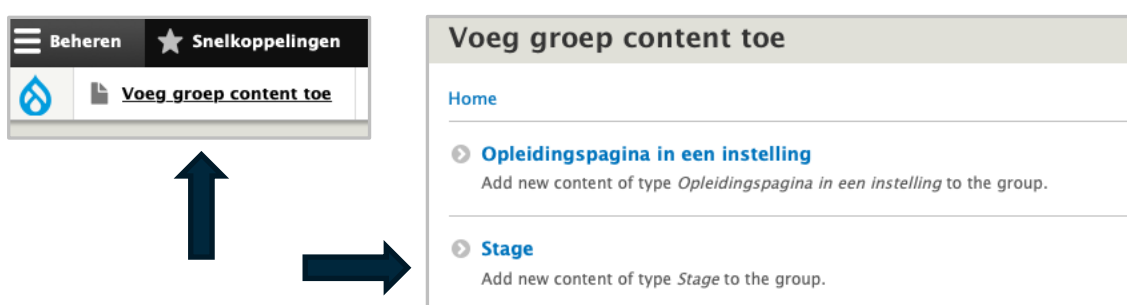 Beheren Snelkoppelingen
Voeg groep content toe
Voeg groep content toe
Home
Opleidingspagina in een instelling
Add new content of type Opleidingspagina in een instelling to the group.
Stage
Add new content of type Stage to the group.